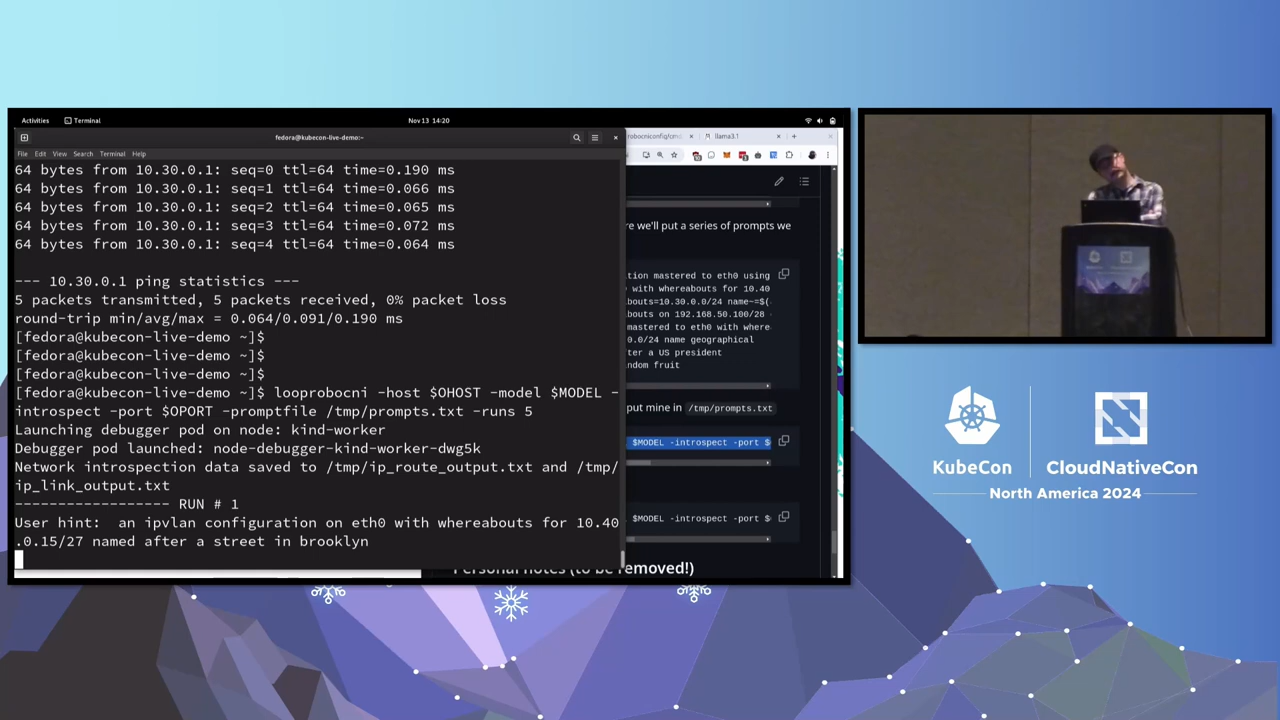 Activities
Terminal
Nov 13 14:20
fedora@kubecon-live-demo:~
File Edit View Search Terminal Help
64 bytes from 10.30.0.1: seq=0 ttl=64 time=0.190 ms
64 bytes from 10.30.0.1: seq=1 ttl=64 time=0.066 ms
64 bytes from 10.30.0.1: seq=2 ttl=64 time=0.065 ms
64 bytes from 10.30.0.1: seq=3 ttl=64 time=0.072 ms
64 bytes from 10.30.0.1: seq=4 ttl=64 time=0.064 ms
--- 10.30.0.1 ping statistics ---
5 packets transmitted, 5 packets received, 0% packet loss
round-trip min/avg/max = 0.064/0.091/0.190 ms
[fedora@kubecon-live-demo ~]$
[fedora@kubecon-live-demo ~]$
[fedora@kubecon-live-demo ~]$
[fedora@kubecon-live-demo ~]$ looprobocni -host $OHOST -model $MODEL -
introspect -port $OPORT -promptfile /tmp/prompts.txt -runs 5
Launching debugger pod on node: kind-worker
Debugger pod launched: node-debugger-kind-worker-dwg5k
Network introspection data saved to /tmp/ip_route_output.txt and /tmp/
ip_link_output.txt
------------------ RUN # 1
User hint:  an ipvlan configuration on eth0 with whereabouts for 10.40
.0.15/27 named after a street in brooklyn
robocniconfig/cm
llama3.1
re we'll put a series of prompts we
tion mastered to eth0 using
0 with whereabouts for 10.40
abouts=10.30.0.0/24 name~=$(
abouts on 192.168.50.100/28
mastered to eth0 with where
0.0/24 name geographical
fter a US president
ndom fruit
put mine in /tmp/prompts.txt
$MODEL -introspect -port $
$MODEL -introspect -port $
Personal notes (to be removed!)
KubeCon
CloudNativeCon
North America 2024